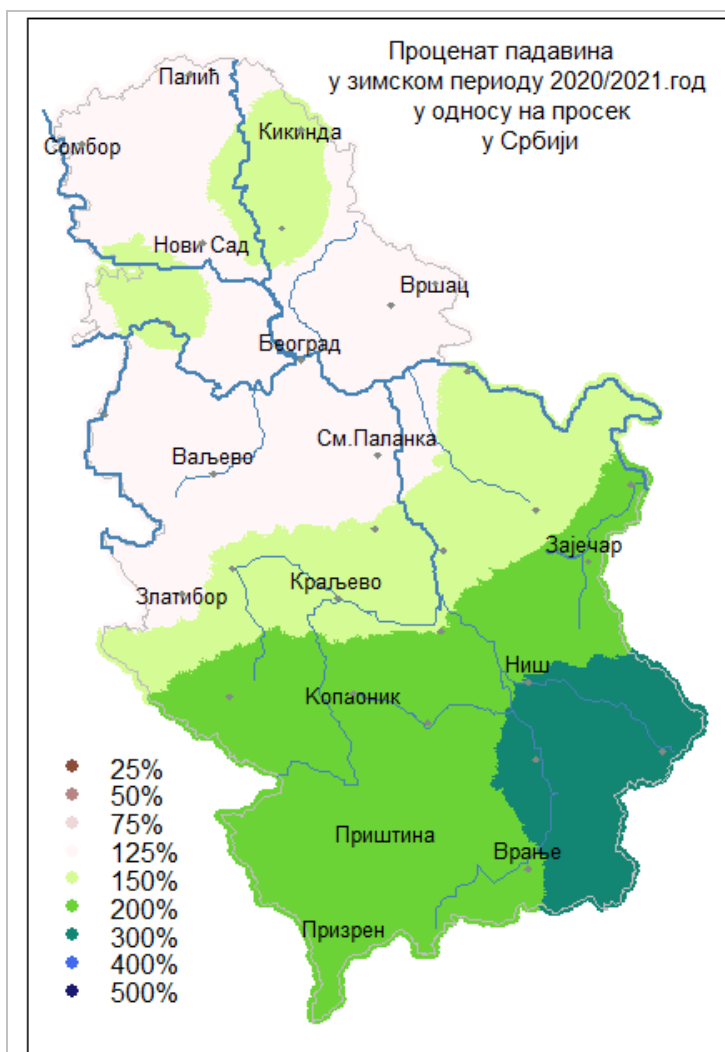 Проценат падавина
у зимском периоду 2020/2021.год
у односу на просек
у Србији
Палић
Кикинда
Сомбор
Нови Сад
Вршац
Београд
См.Паланка
Ваљево
Зајечар
Златибор
Краљево
Ниш
Копаоник
Приштина
Врање
Призрен
25%
50%
75%
125%
150%
200%
300%
400%
500%